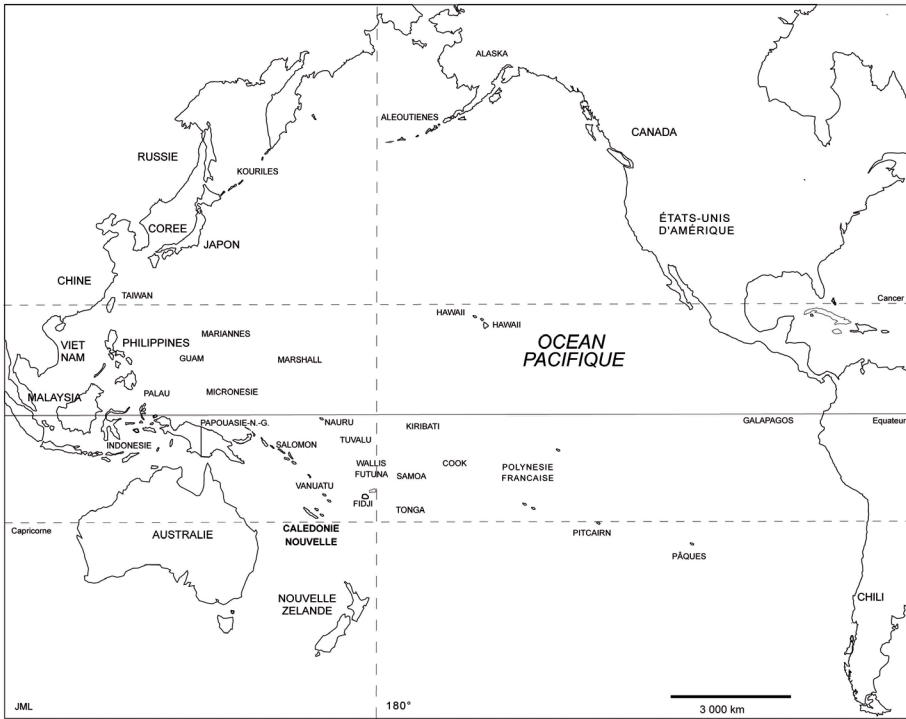 ALASKA
ALEOUTIENES
CANADA
RUSSIE
KOURILES
ÉTATS-UNIS
D'AMÉRIQUE
COREE
JAPON
CHINE
TAIWAN
Cancer
HAWAII
HAWAII
MARIANNES
OCEAN
PACIFIQUE
VIET
NAM
PHILIPPINES
GUAM
MARSHALL
MALAYSIA
PALAU
MICRONESIE
PAPOUASIE-N.-G.
NAURU
KIRIBATI
GALAPAGOS
Equateur
INDONESIE
SALOMON
TUVALU
WALLIS
FUTUNA
SAMOA
COOK
POLYNESIE
FRANCAISE
VANUATU
FIDJI
TONGA
Capricorne
AUSTRALIE
CALEDONIE
NOUVELLE
PITCAIRN
PÂQUES
NOUVELLE
ZELANDE
CHILI
JML
180°
3 000 km